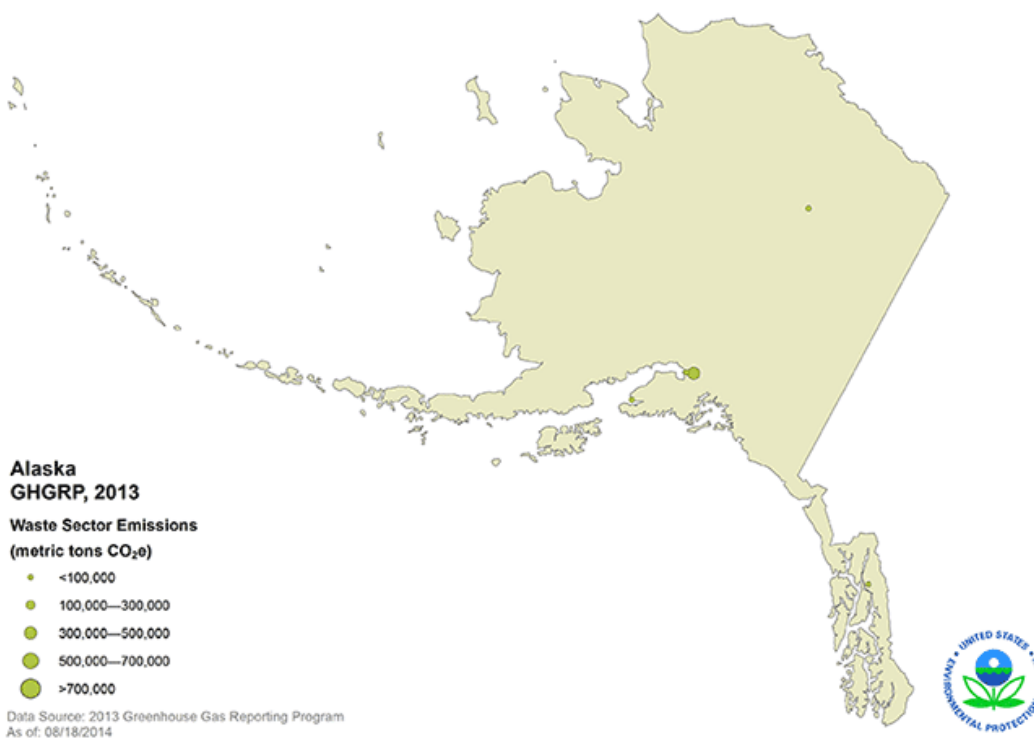 Alaska
GHGRP, 2013
Waste Sector Emissions
(metric tons CO₂e)
<100,000
100,000—300,000
300,000—500,000
500,000—700,000
>700,000
Data Source: 2013 Greenhouse Gas Reporting Program
As of: 08/18/2014
UNITED STATES
ENVIRONMENTAL PROTECTION